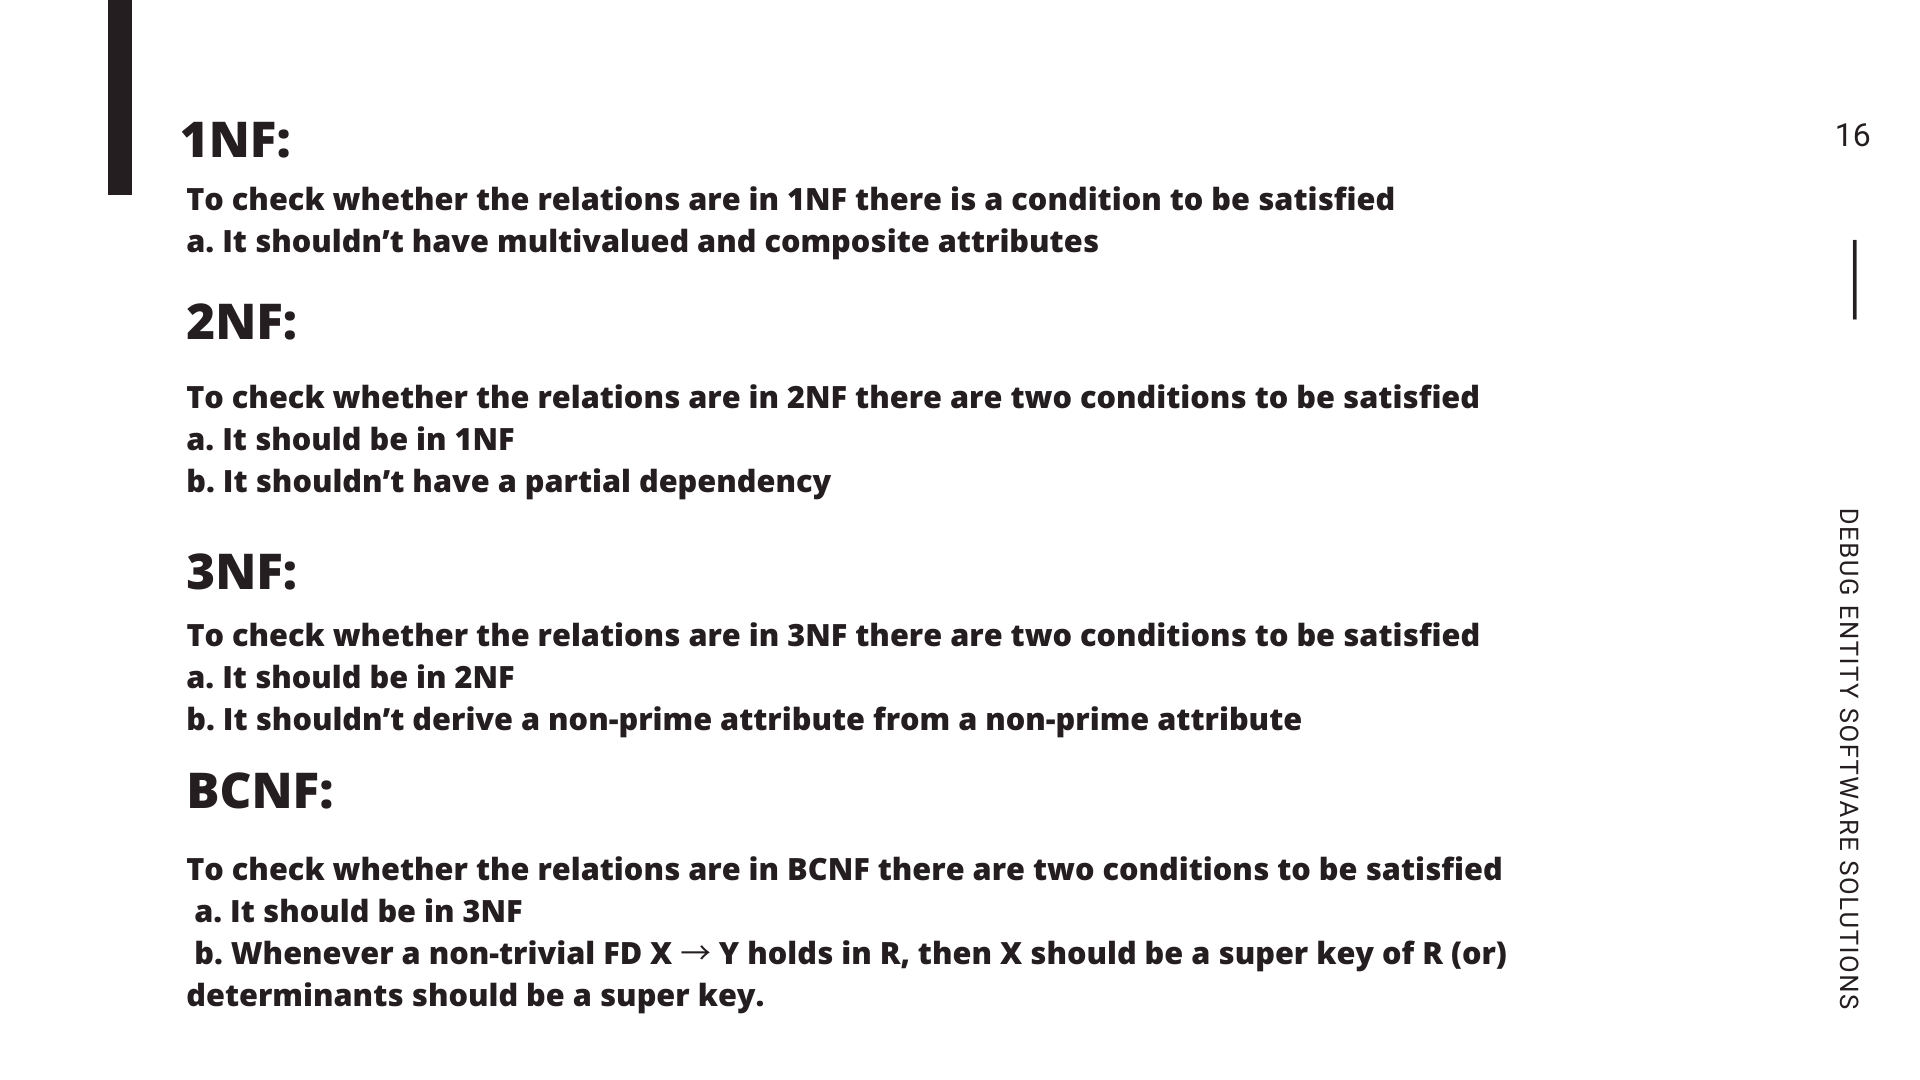 1NF:
To check whether the relations are in 1NF there is a condition to be satisfied
a. It shouldn’t have multivalued and composite attributes
2NF:
To check whether the relations are in 2NF there are two conditions to be satisfied
a. It should be in 1NF
b. It shouldn’t have a partial dependency
3NF:
To check whether the relations are in 3NF there are two conditions to be satisfied
a. It should be in 2NF
b. It shouldn’t derive a non-prime attribute from a non-prime attribute
BCNF:
To check whether the relations are in BCNF there are two conditions to be satisfied
a. It should be in 3NF
b. Whenever a non-trivial FD X → Y holds in R, then X should be a super key of R (or)
determinants should be a super key.
16
DEBUG ENTITY SOFTWARE SOLUTIONS